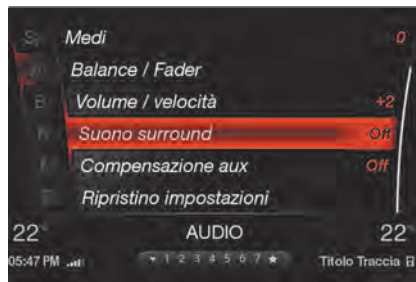 Medi 0
Balance / Fader
Volume / velocità +2
Suono surround Off
Compensazione aux Off
Ripristino impostazioni
22° AUDIO 22°
05:47 PM 1 2 3 4 5 6 7 Titolo Traccia